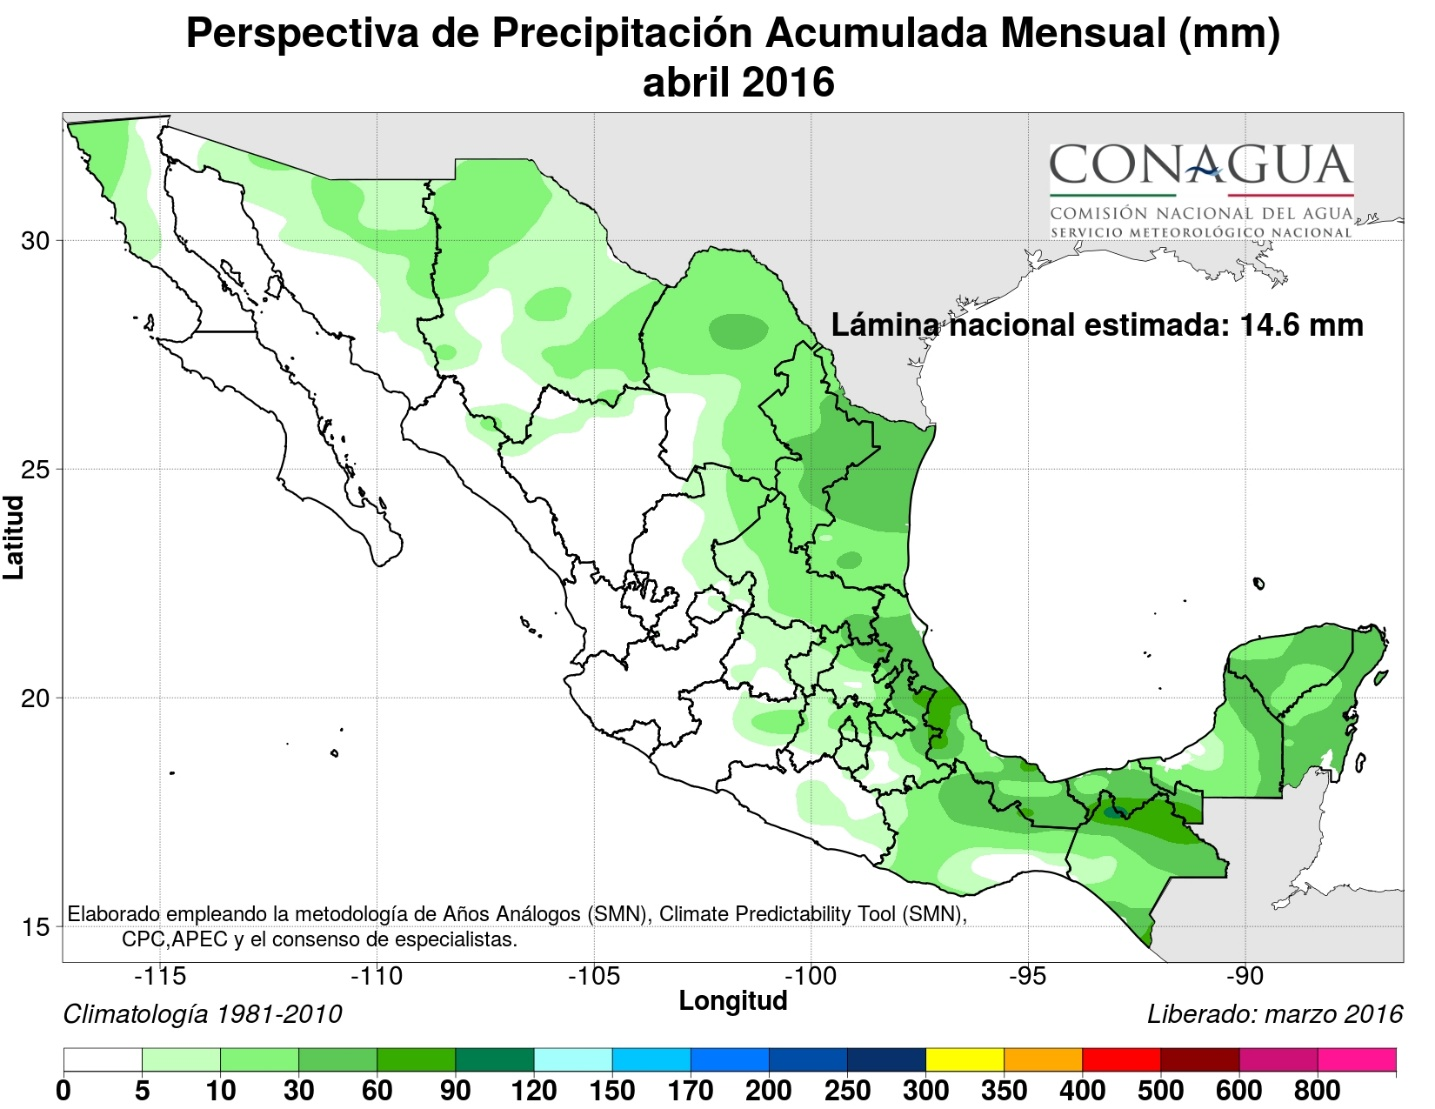 Perspectiva de Precipitación Acumulada Mensual (mm)
abril 2016
CONAGUA
COMISIÓN NACIONAL DEL AGUA
SERVICIO METEOROLÓGICO NACIONAL
Lámina nacional estimada: 14.6 mm
30
25
20
15
Latitud
Elaborado empleando la metodología de Años Análogos (SMN), Climate Predictability Tool (SMN),
CPC,APEC y el consenso de especialistas.
-115 -110 -105 -100 -95 -90
Longitud
Climatología 1981-2010
Liberado: marzo 2016
0 5 10 30 60 90 120 150 170 200 250 300 350 400 500 600 800